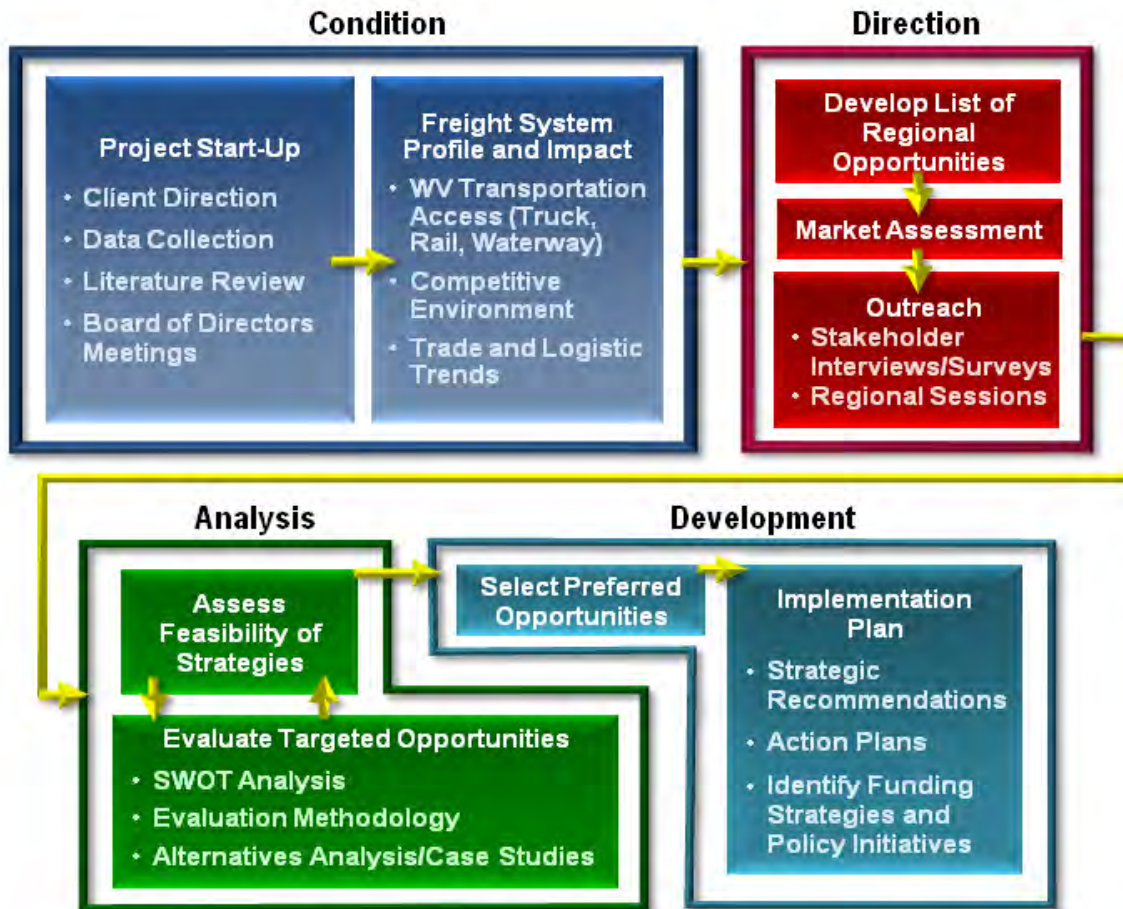 Condition
Project Start-Up
• Client Direction
• Data Collection
• Literature Review
• Board of Directors
Meetings
Freight System
Profile and Impact
• WV Transportation
Access (Truck,
Rail, Waterway)
• Competitive
Environment
• Trade and Logistic
Trends
Direction
Develop List of
Regional
Opportunities
Market Assessment
Outreach
• Stakeholder
Interviews/Surveys
• Regional Sessions
Analysis
Assess
Feasibility of
Strategies
Evaluate Targeted Opportunities
• SWOT Analysis
• Evaluation Methodology
• Alternatives Analysis/Case Studies
Development
Select Preferred
Opportunities
Implementation
Plan
• Strategic
Recommendations
• Action Plans
• Identify Funding
Strategies and
Policy Initiatives